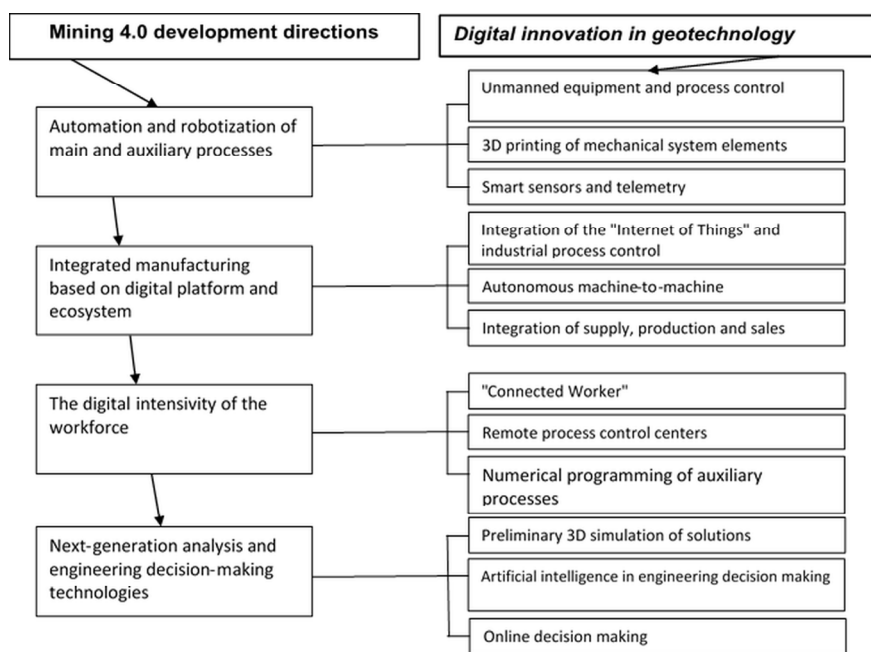 Mining 4.0 development directions
Digital innovation in geotechnology
Automation and robotization of
main and auxiliary processes
Unmanned equipment and process control
3D printing of mechanical system elements
Smart sensors and telemetry
Integrated manufacturing
based on digital platform and
ecosystem
Integration of the "Internet of Things" and
industrial process control
Autonomous machine-to-machine
Integration of supply, production and sales
The digital intensivity of the
workforce
"Connected Worker"
Remote process control centers
Numerical programming of auxiliary
processes
Next-generation analysis and
engineering decision-making
technologies
Preliminary 3D simulation of solutions
Artificial intelligence in engineering decision making
Online decision making